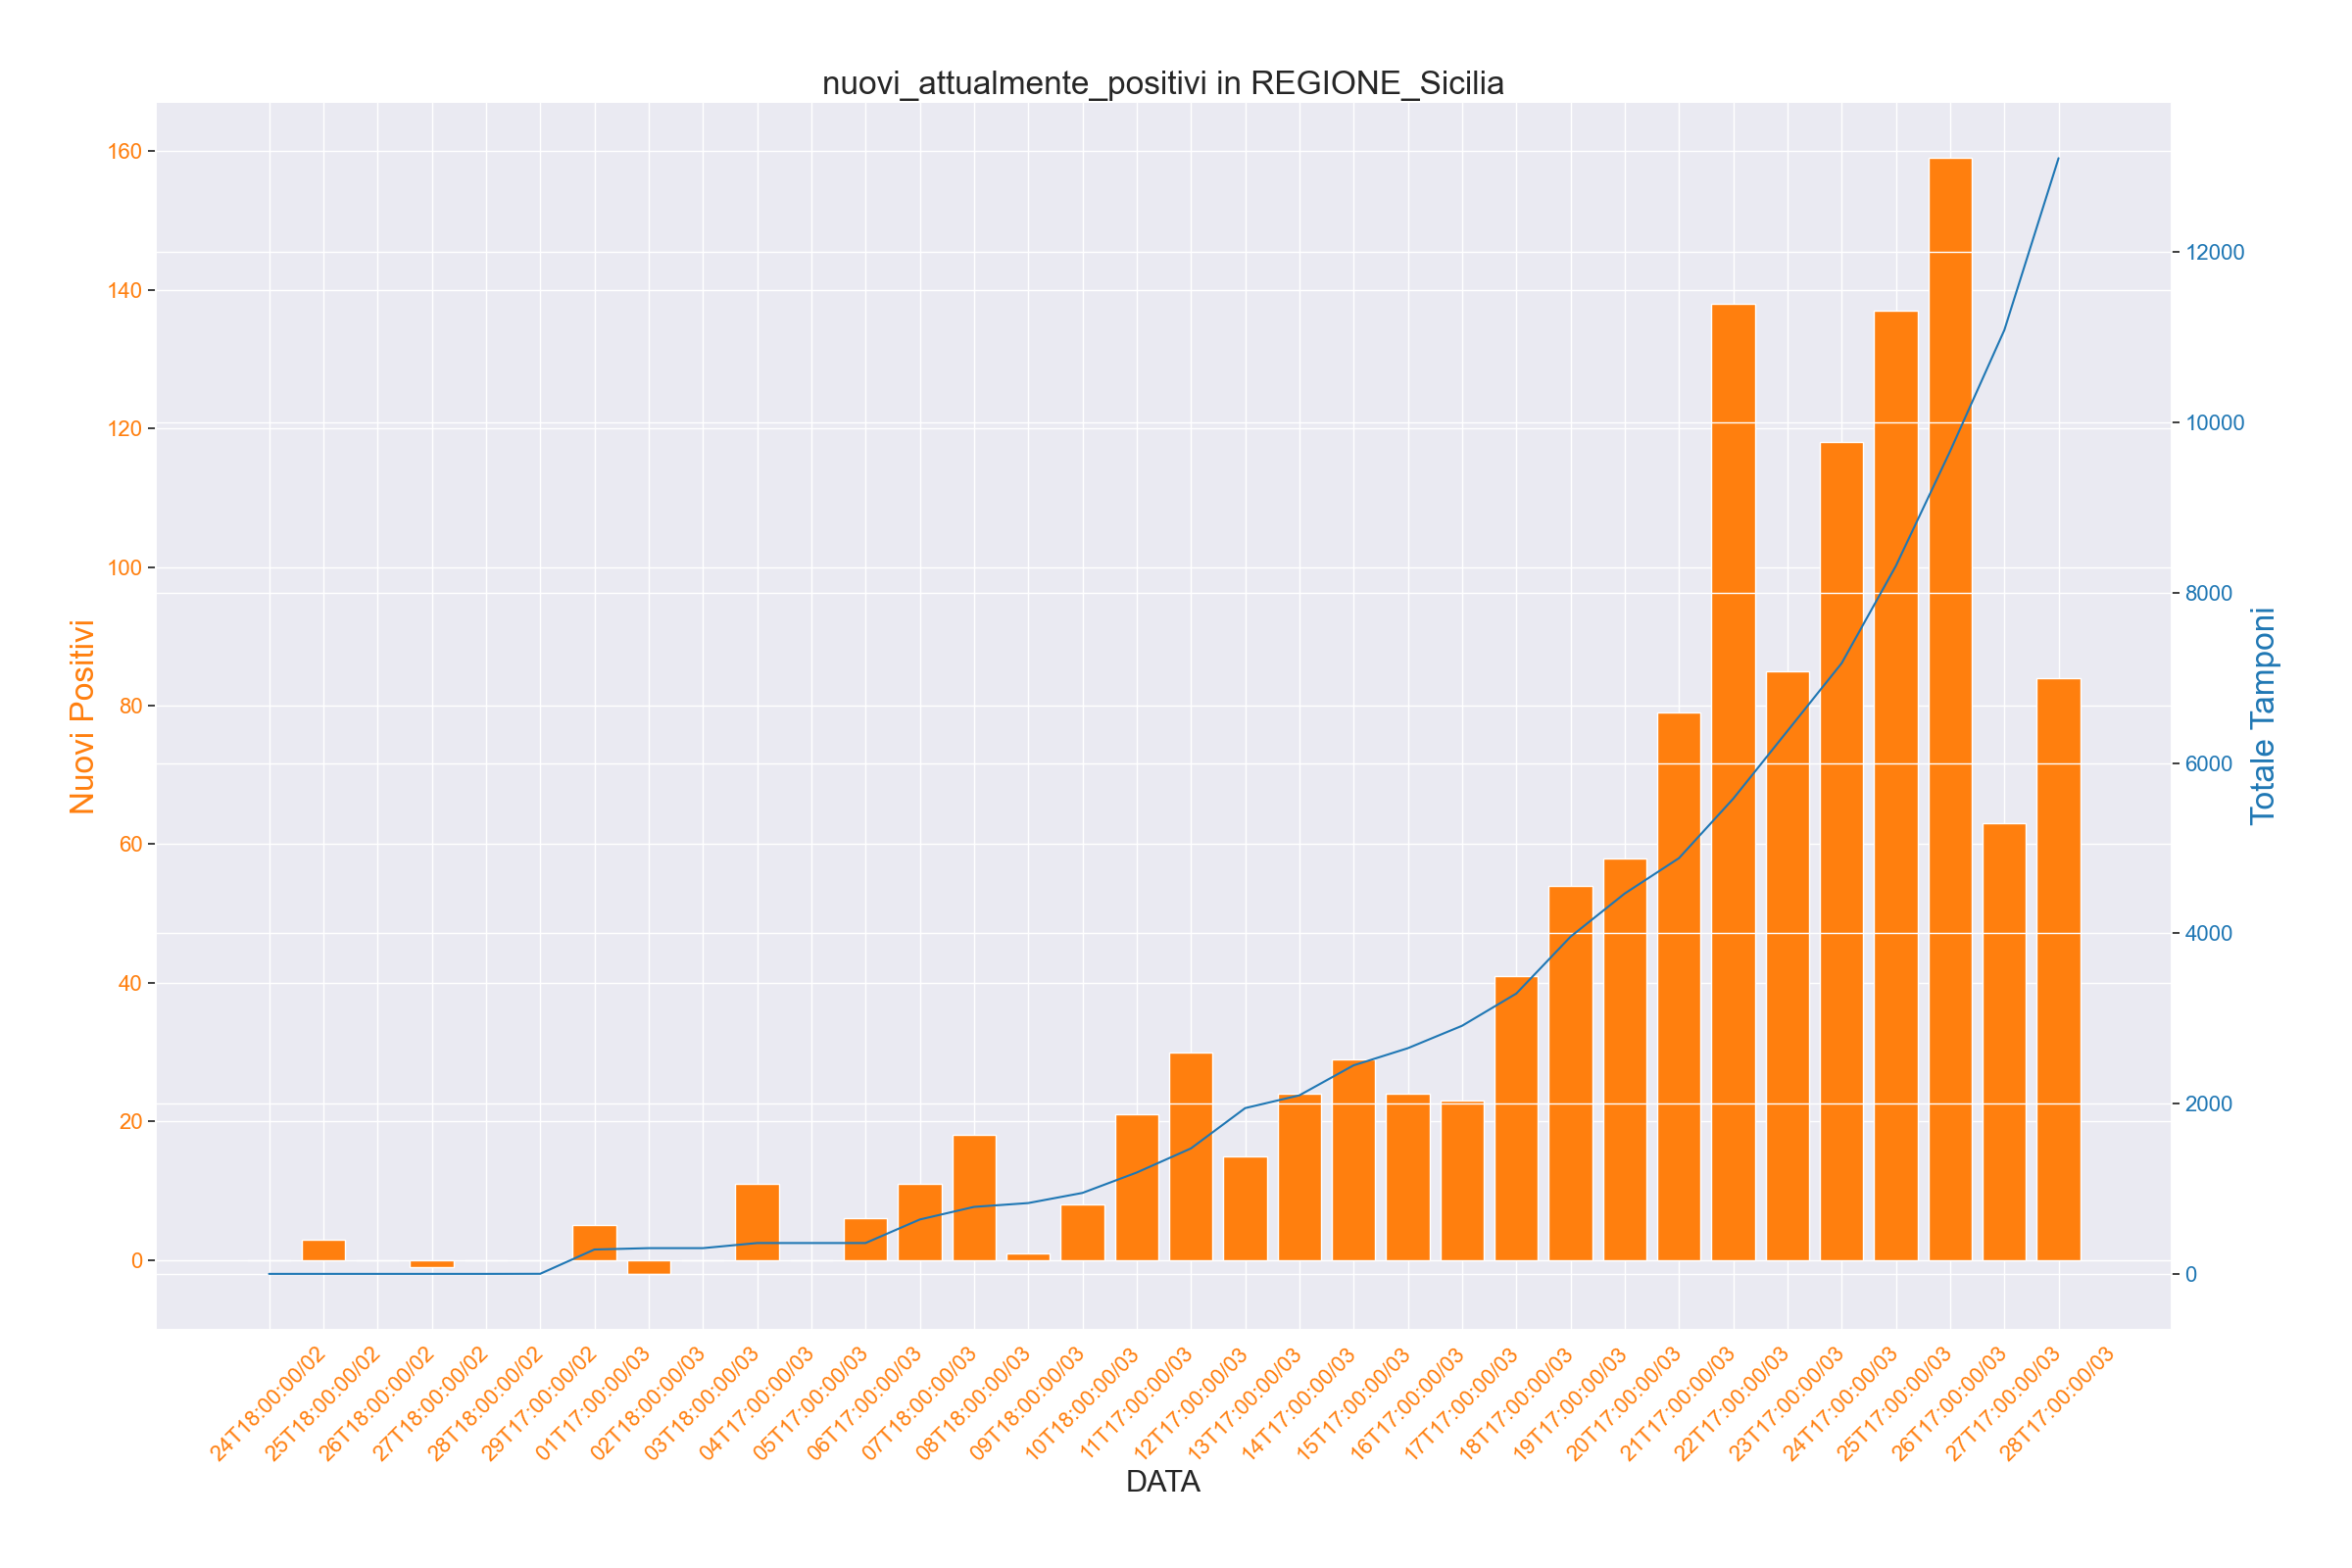 nuovi_attualmente_positivi in REGIONE_Sicilia
160
140
120
100
80
60
40
20
0
Nuovi Positivi
12000
10000
8000
6000
4000
2000
0
Totale Tamponi
24T18:00:00/02
25T18:00:00/02
26T18:00:00/02
27T18:00:00/02
28T18:00:00/02
29T17:00:00/02
01T17:00:00/03
02T18:00:00/03
03T18:00:00/03
04T17:00:00/03
05T17:00:00/03
06T17:00:00/03
07T18:00:00/03
08T18:00:00/03
09T18:00:00/03
10T18:00:00/03
11T17:00:00/03
12T17:00:00/03
13T17:00:00/03
14T17:00:00/03
15T17:00:00/03
16T17:00:00/03
17T17:00:00/03
18T17:00:00/03
19T17:00:00/03
20T17:00:00/03
21T17:00:00/03
22T17:00:00/03
23T17:00:00/03
24T17:00:00/03
25T17:00:00/03
26T17:00:00/03
27T17:00:00/03
28T17:00:00/03
DATA